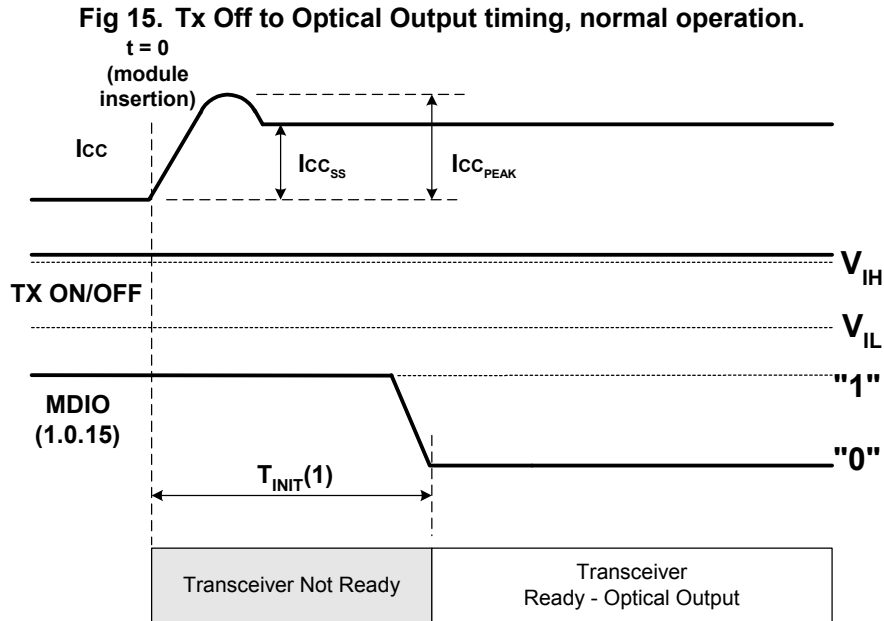 Fig 15. Tx Off to Optical Output timing, normal operation.
t = 0
(module
insertion)
Icc
Icc_SS
Icc_PEAK
V_IH
TX ON/OFF
V_IL
"1"
MDIO
(1.0.15)
"0"
T_INIT(1)
Transceiver Not Ready
Transceiver
Ready - Optical Output